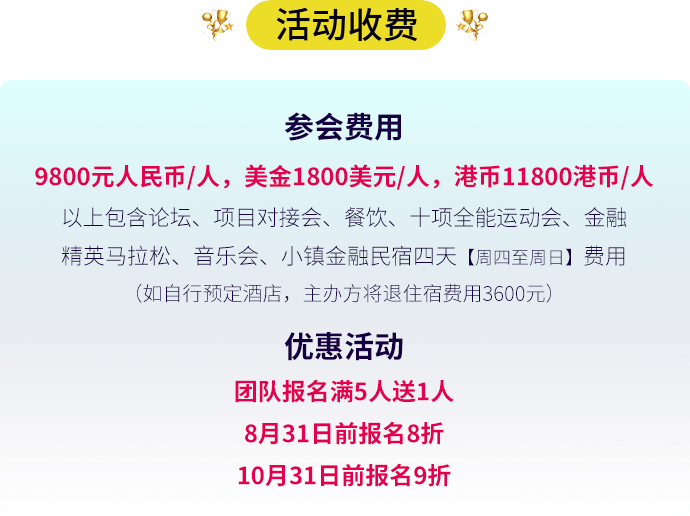 活动收费
参会费用
9800元人民币/人，美金1800美元/人，港币11800港币/人
以上包含论坛、项目对接会、餐饮、十项全能运动会、金融
精英马拉松、音乐会、小镇金融民宿四天【周四至周日】费用
（如自行预定酒店，主办方将退住宿费用3600元）
优惠活动
团队报名满5人送1人
8月31日前报名8折
10月31日前报名9折